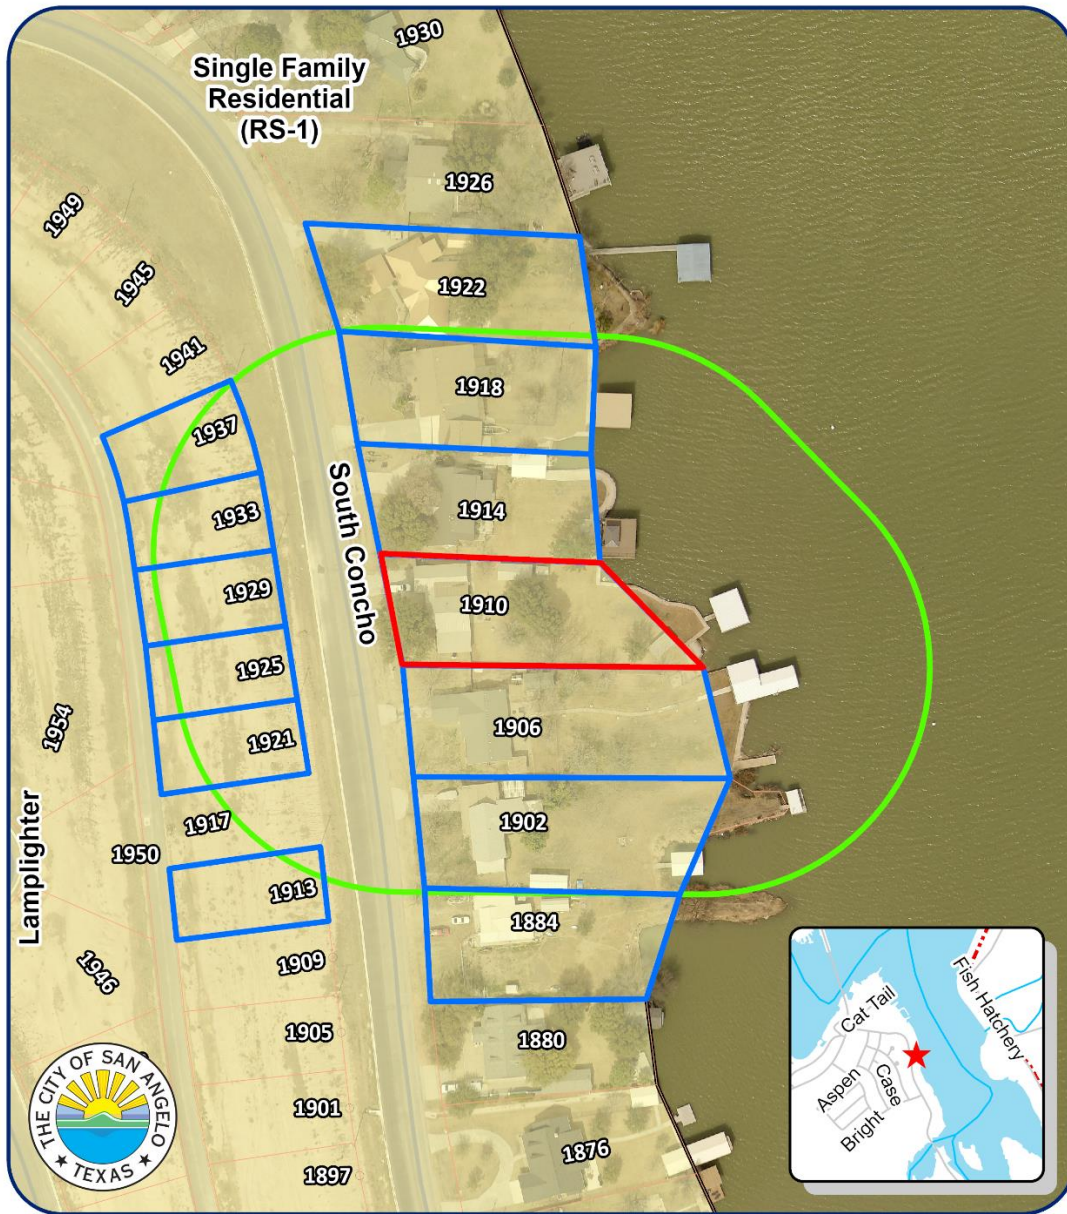 1930
Single Family
Residential
(RS-1)
1926
1949
1945
1922
1941
1918
1937
1933
1914
South Concho
1929
1910
1925
1906
1954
1921
1902
1917
1950
Lamplighter
1913
1884
1909
1946
1905
1880
1901
1876
1897
THE CITY OF SAN ANGELO
★ TEXAS ★
Cat Tail
Fish Hatchery
Aspen
Case
Bright